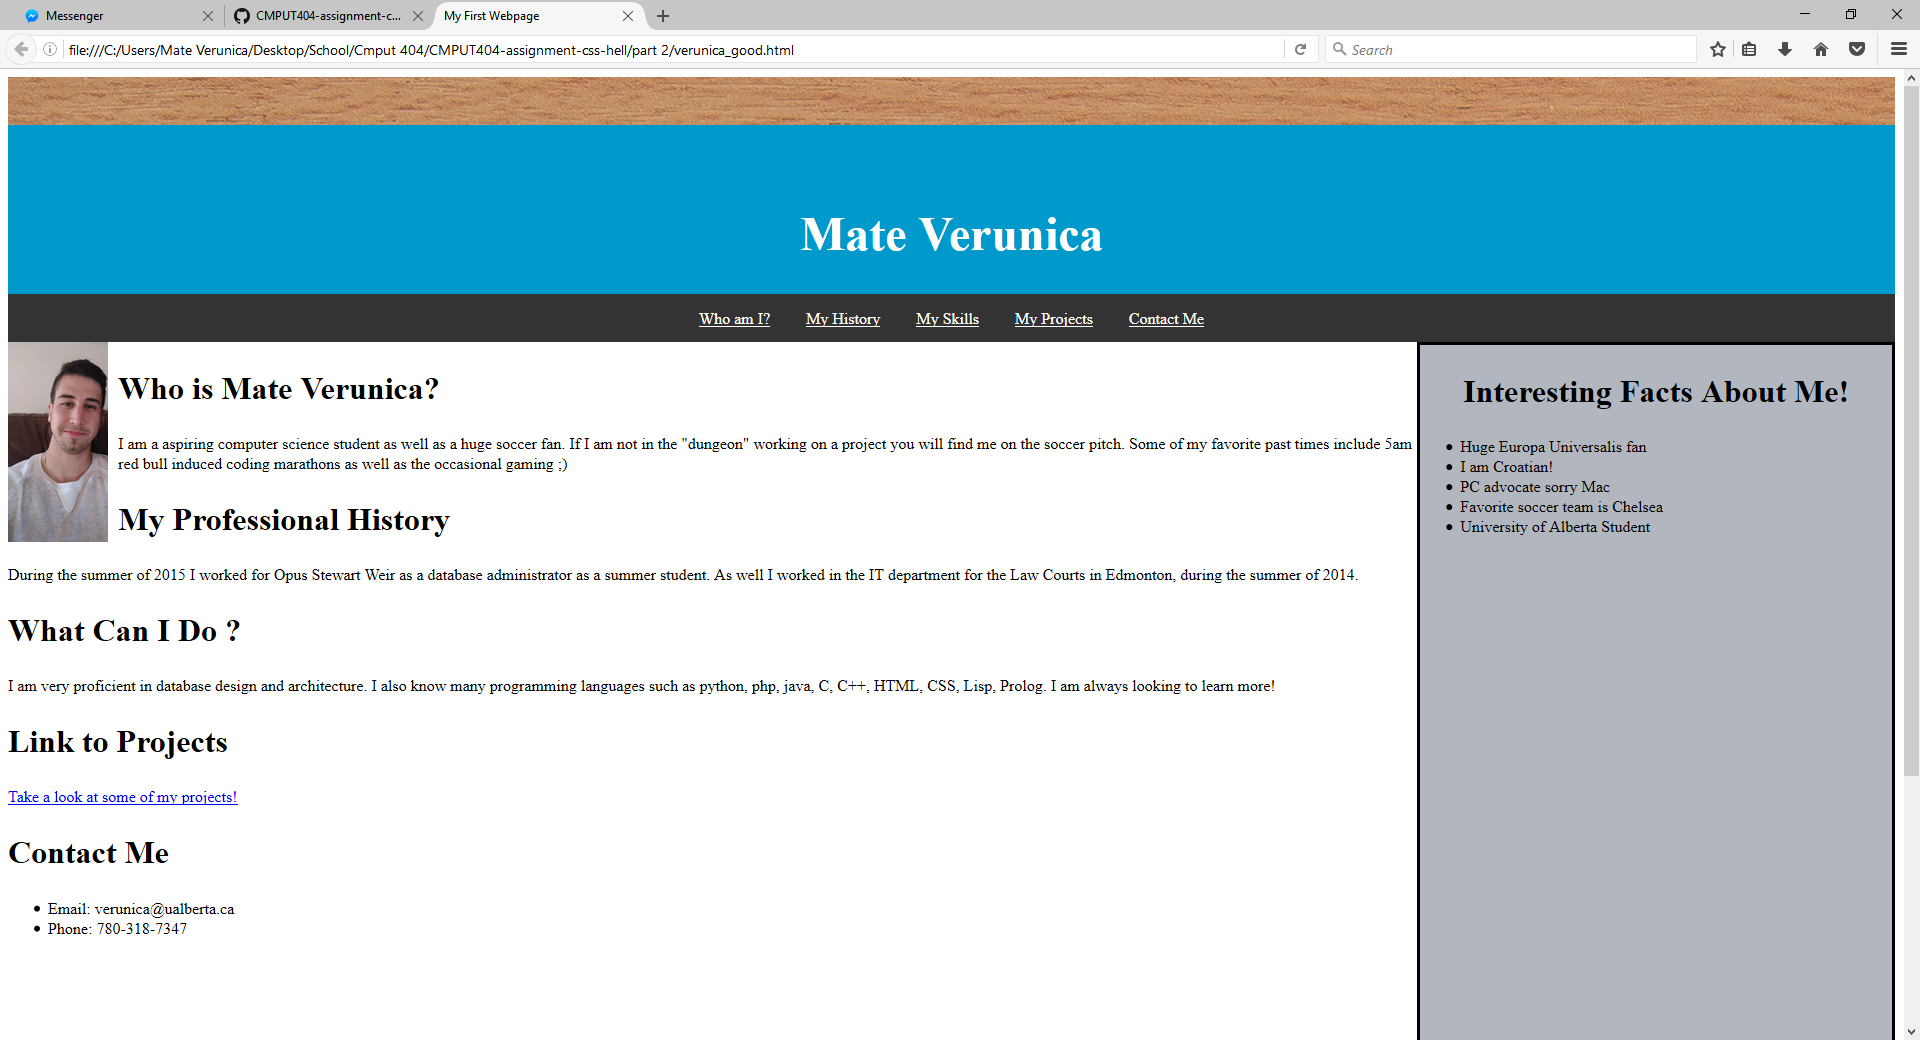 Messenger
CMPUT404-assignment-c...
My First Webpage
file:///C:/Users/Mate Verunica/Desktop/School/Cmput 404/CMPUT404-assignment-css-hell/part 2/verunica_good.html
Search
Mate Verunica
Who am I? My History My Skills My Projects Contact Me
Who is Mate Verunica?
I am a aspiring computer science student as well as a huge soccer fan. If I am not in the "dungeon" working on a project you will find me on the soccer pitch. Some of my favorite past times include 5am
red bull induced coding marathons as well as the occasional gaming ;)
My Professional History
During the summer of 2015 I worked for Opus Stewart Weir as a database administrator as a summer student. As well I worked in the IT department for the Law Courts in Edmonton, during the summer of 2014.
What Can I Do ?
I am very proficient in database design and architecture. I also know many programming languages such as python, php, java, C, C++, HTML, CSS, Lisp, Prolog. I am always looking to learn more!
Link to Projects
Take a look at some of my projects!
Contact Me
Email: verunica@ualberta.ca
Phone: 780-318-7347
Interesting Facts About Me!
Huge Europa Universalis fan
I am Croatian!
PC advocate sorry Mac
Favorite soccer team is Chelsea
University of Alberta Student